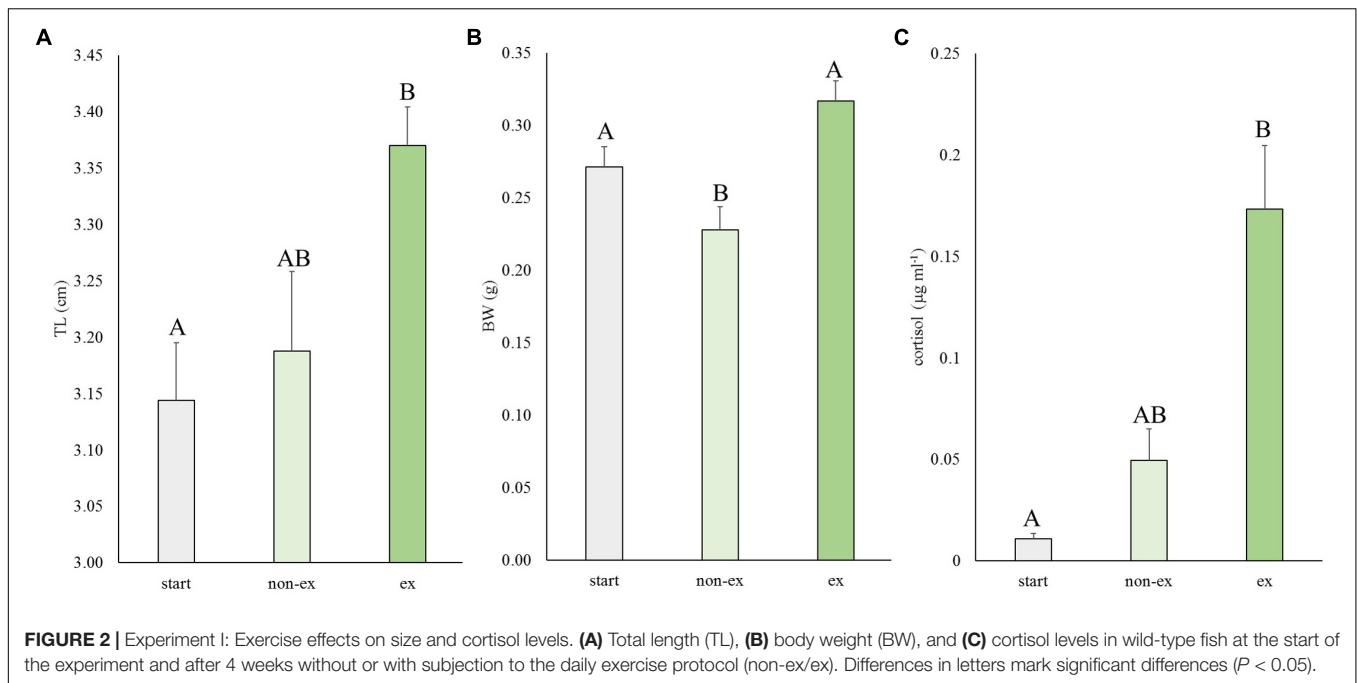 A
3.45
3.40
3.35
3.30
3.25
3.20
3.15
3.10
3.05
3.00
TL (cm)
A
AB
B
start non-ex ex
B
0.35
0.30
0.25
0.20
0.15
0.10
0.05
0.00
BW (g)
A
B
A
start non-ex ex
C
0.25
0.2
0.15
0.1
0.05
0
cortisol (µg ml⁻¹)
A
AB
B
start non-ex ex
FIGURE 2 | Experiment I: Exercise effects on size and cortisol levels. (A) Total length (TL), (B) body weight (BW), and (C) cortisol levels in wild-type fish at the start of
the experiment and after 4 weeks without or with subjection to the daily exercise protocol (non-ex/ex). Differences in letters mark significant differences (P < 0.05).